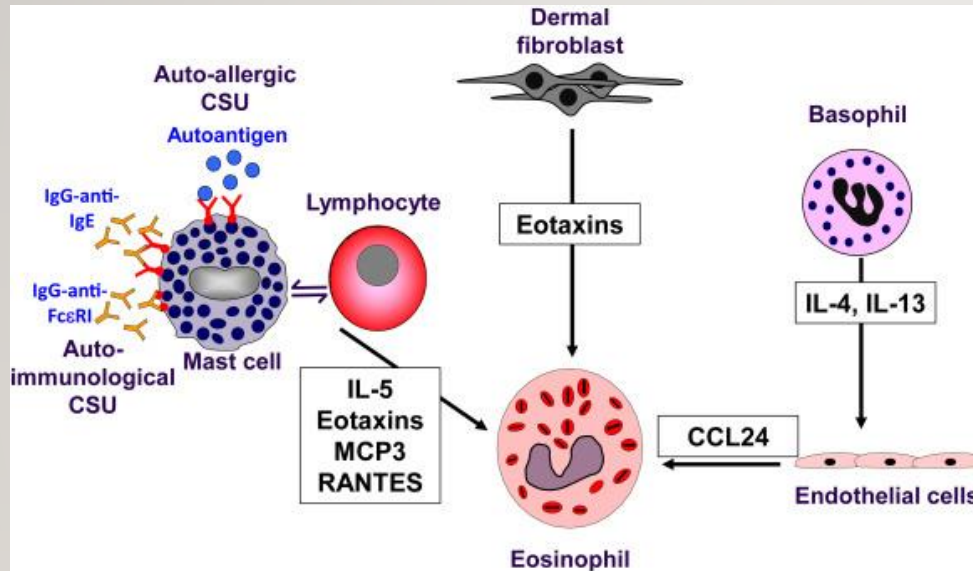 Auto-allergic
CSU
Autoantigen
IgG-anti-
IgE
IgG-anti-
FcεRI
Auto-
immunological
CSU
Mast cell
Lymphocyte
IL-5
Eotaxins
MCP3
RANTES
Dermal
fibroblast
Eotaxins
Eosinophil
Basophil
IL-4, IL-13
CCL24
Endothelial cells